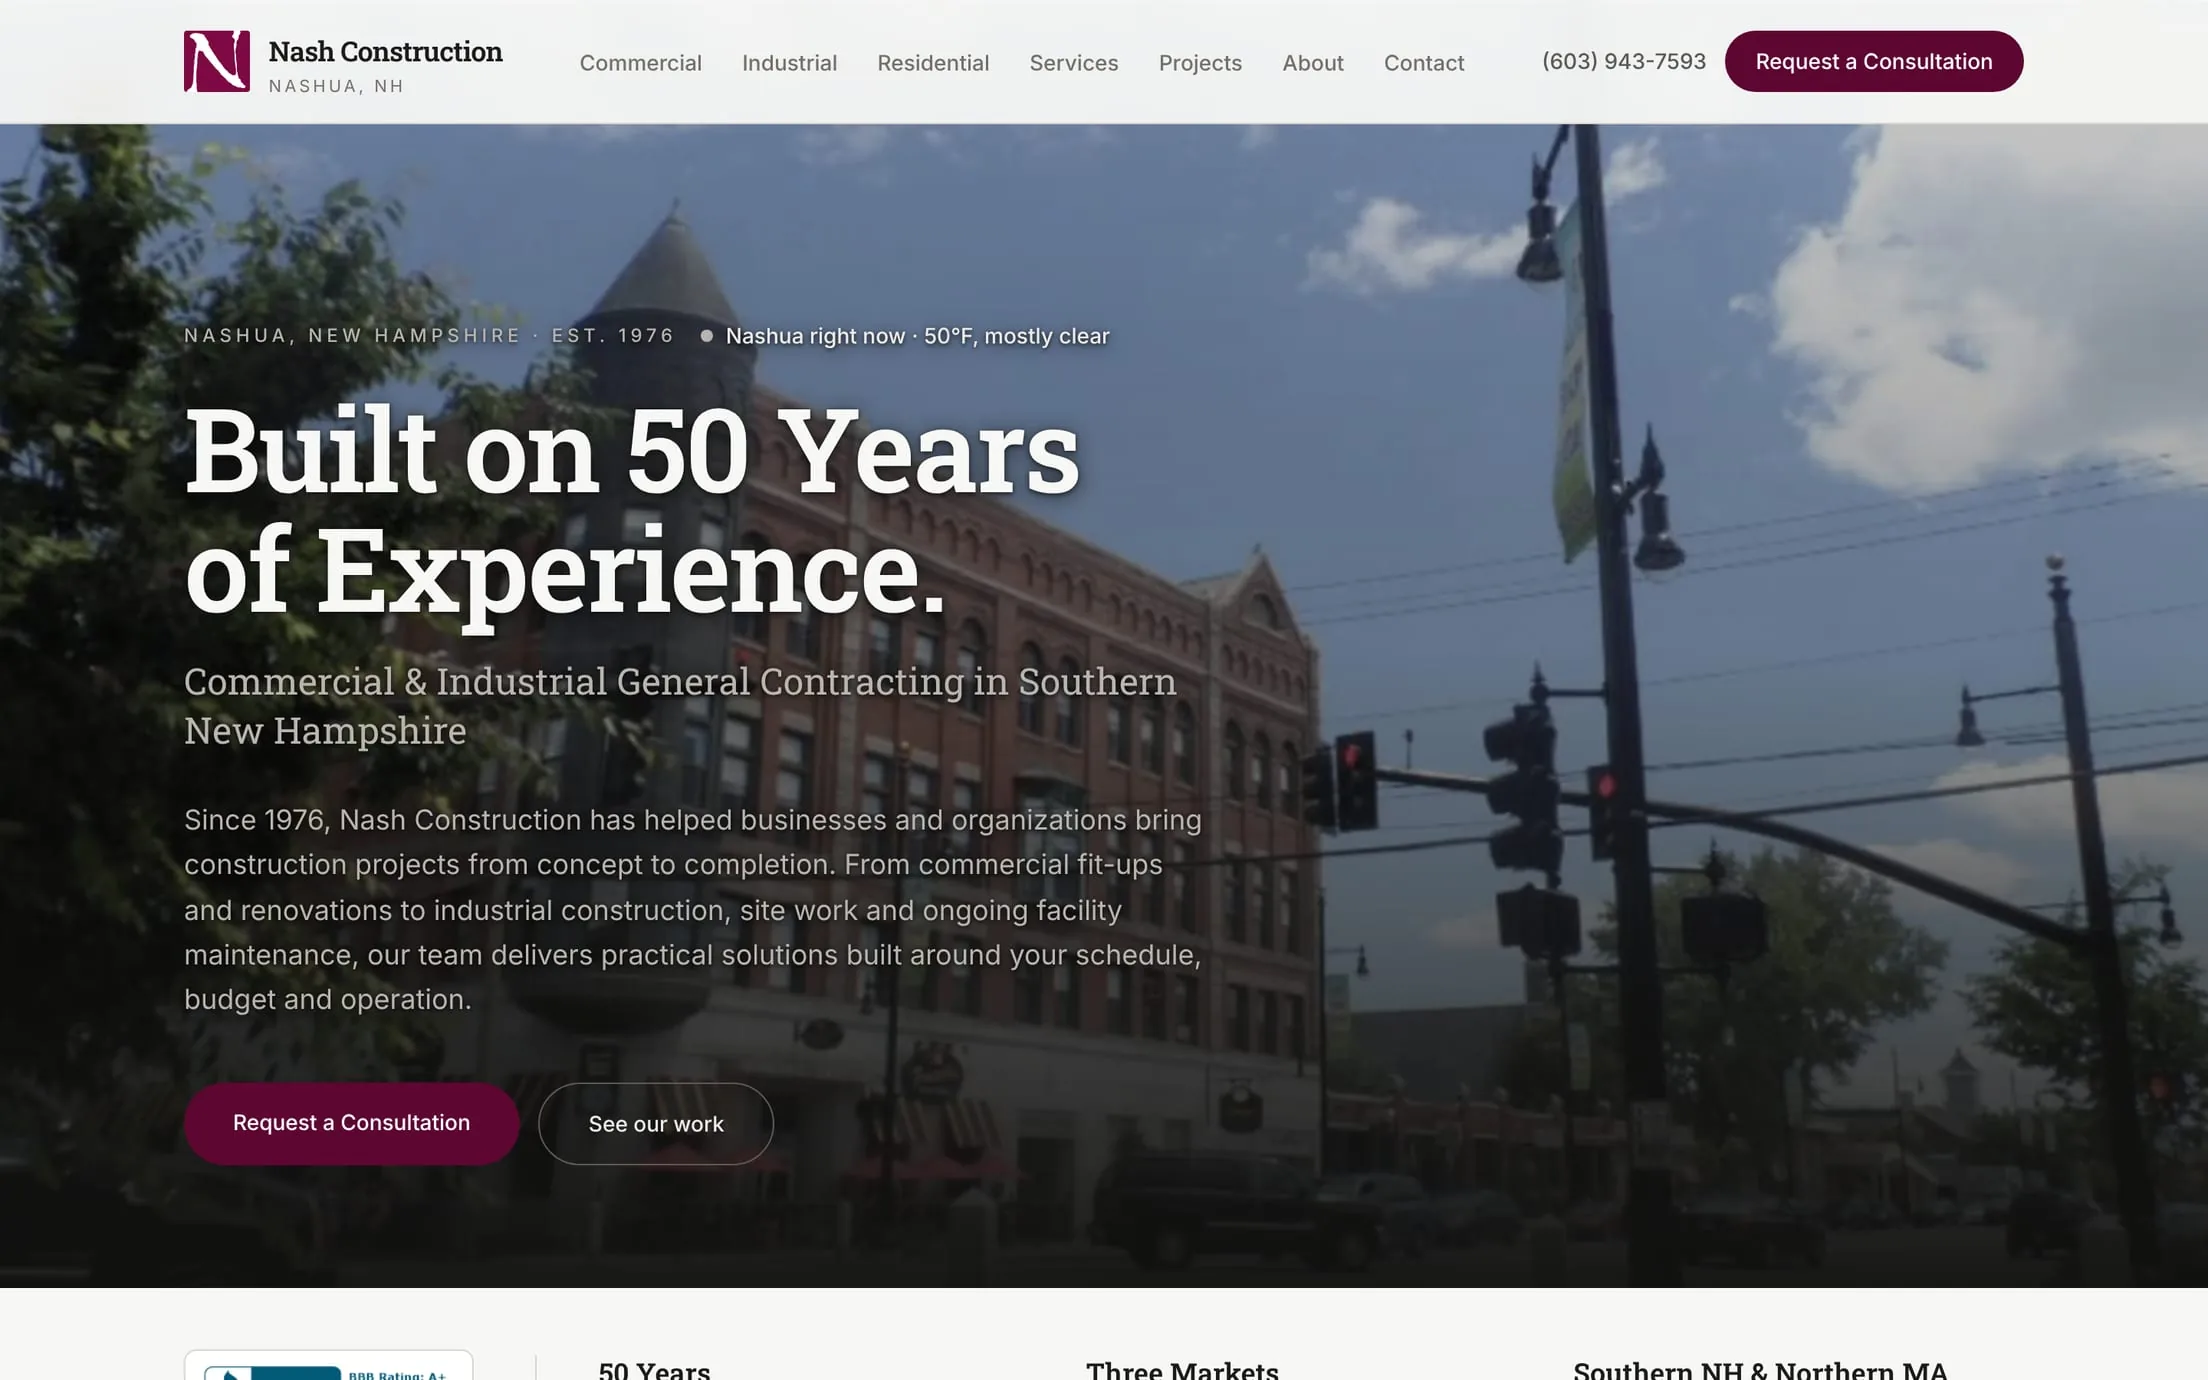 Nash Construction
NASHUA, NH
Commercial Industrial Residential Services Projects About Contact
(603) 943-7593
Request a Consultation
NASHUA, NEW HAMPSHIRE · EST. 1976
Nashua right now · 50°F, mostly clear
Built on 50 Years
of Experience.
Commercial & Industrial General Contracting in Southern
New Hampshire
Since 1976, Nash Construction has helped businesses and organizations bring
construction projects from concept to completion. From commercial fit-ups
and renovations to industrial construction, site work and ongoing facility
maintenance, our team delivers practical solutions built around your schedule,
budget and operation.
Request a Consultation
See our work
BBB Rating: A+
50 Years
Three Markets
Southern NH & Northern MA